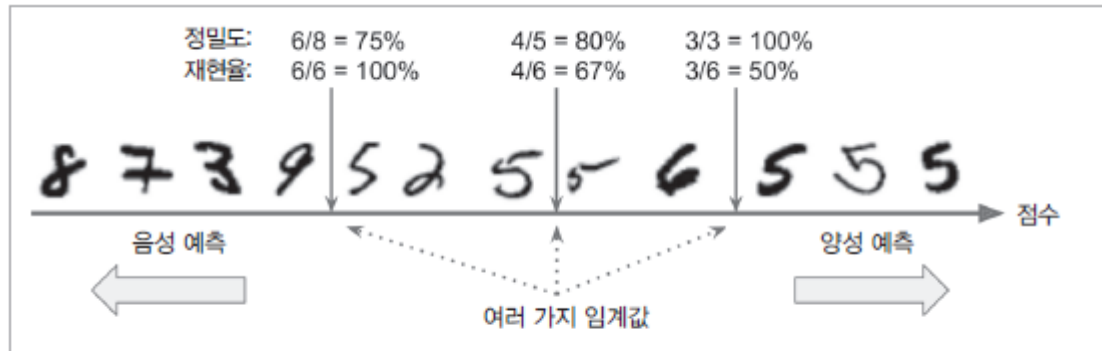 정밀도: 6/8 = 75% 4/5 = 80% 3/3 = 100%
재현율: 6/6 = 100% 4/6 = 67% 3/6 = 50%
8 7 3 9 5 2 5 5 6 5 5 5
점수
음성 예측 양성 예측
여러 가지 임계값